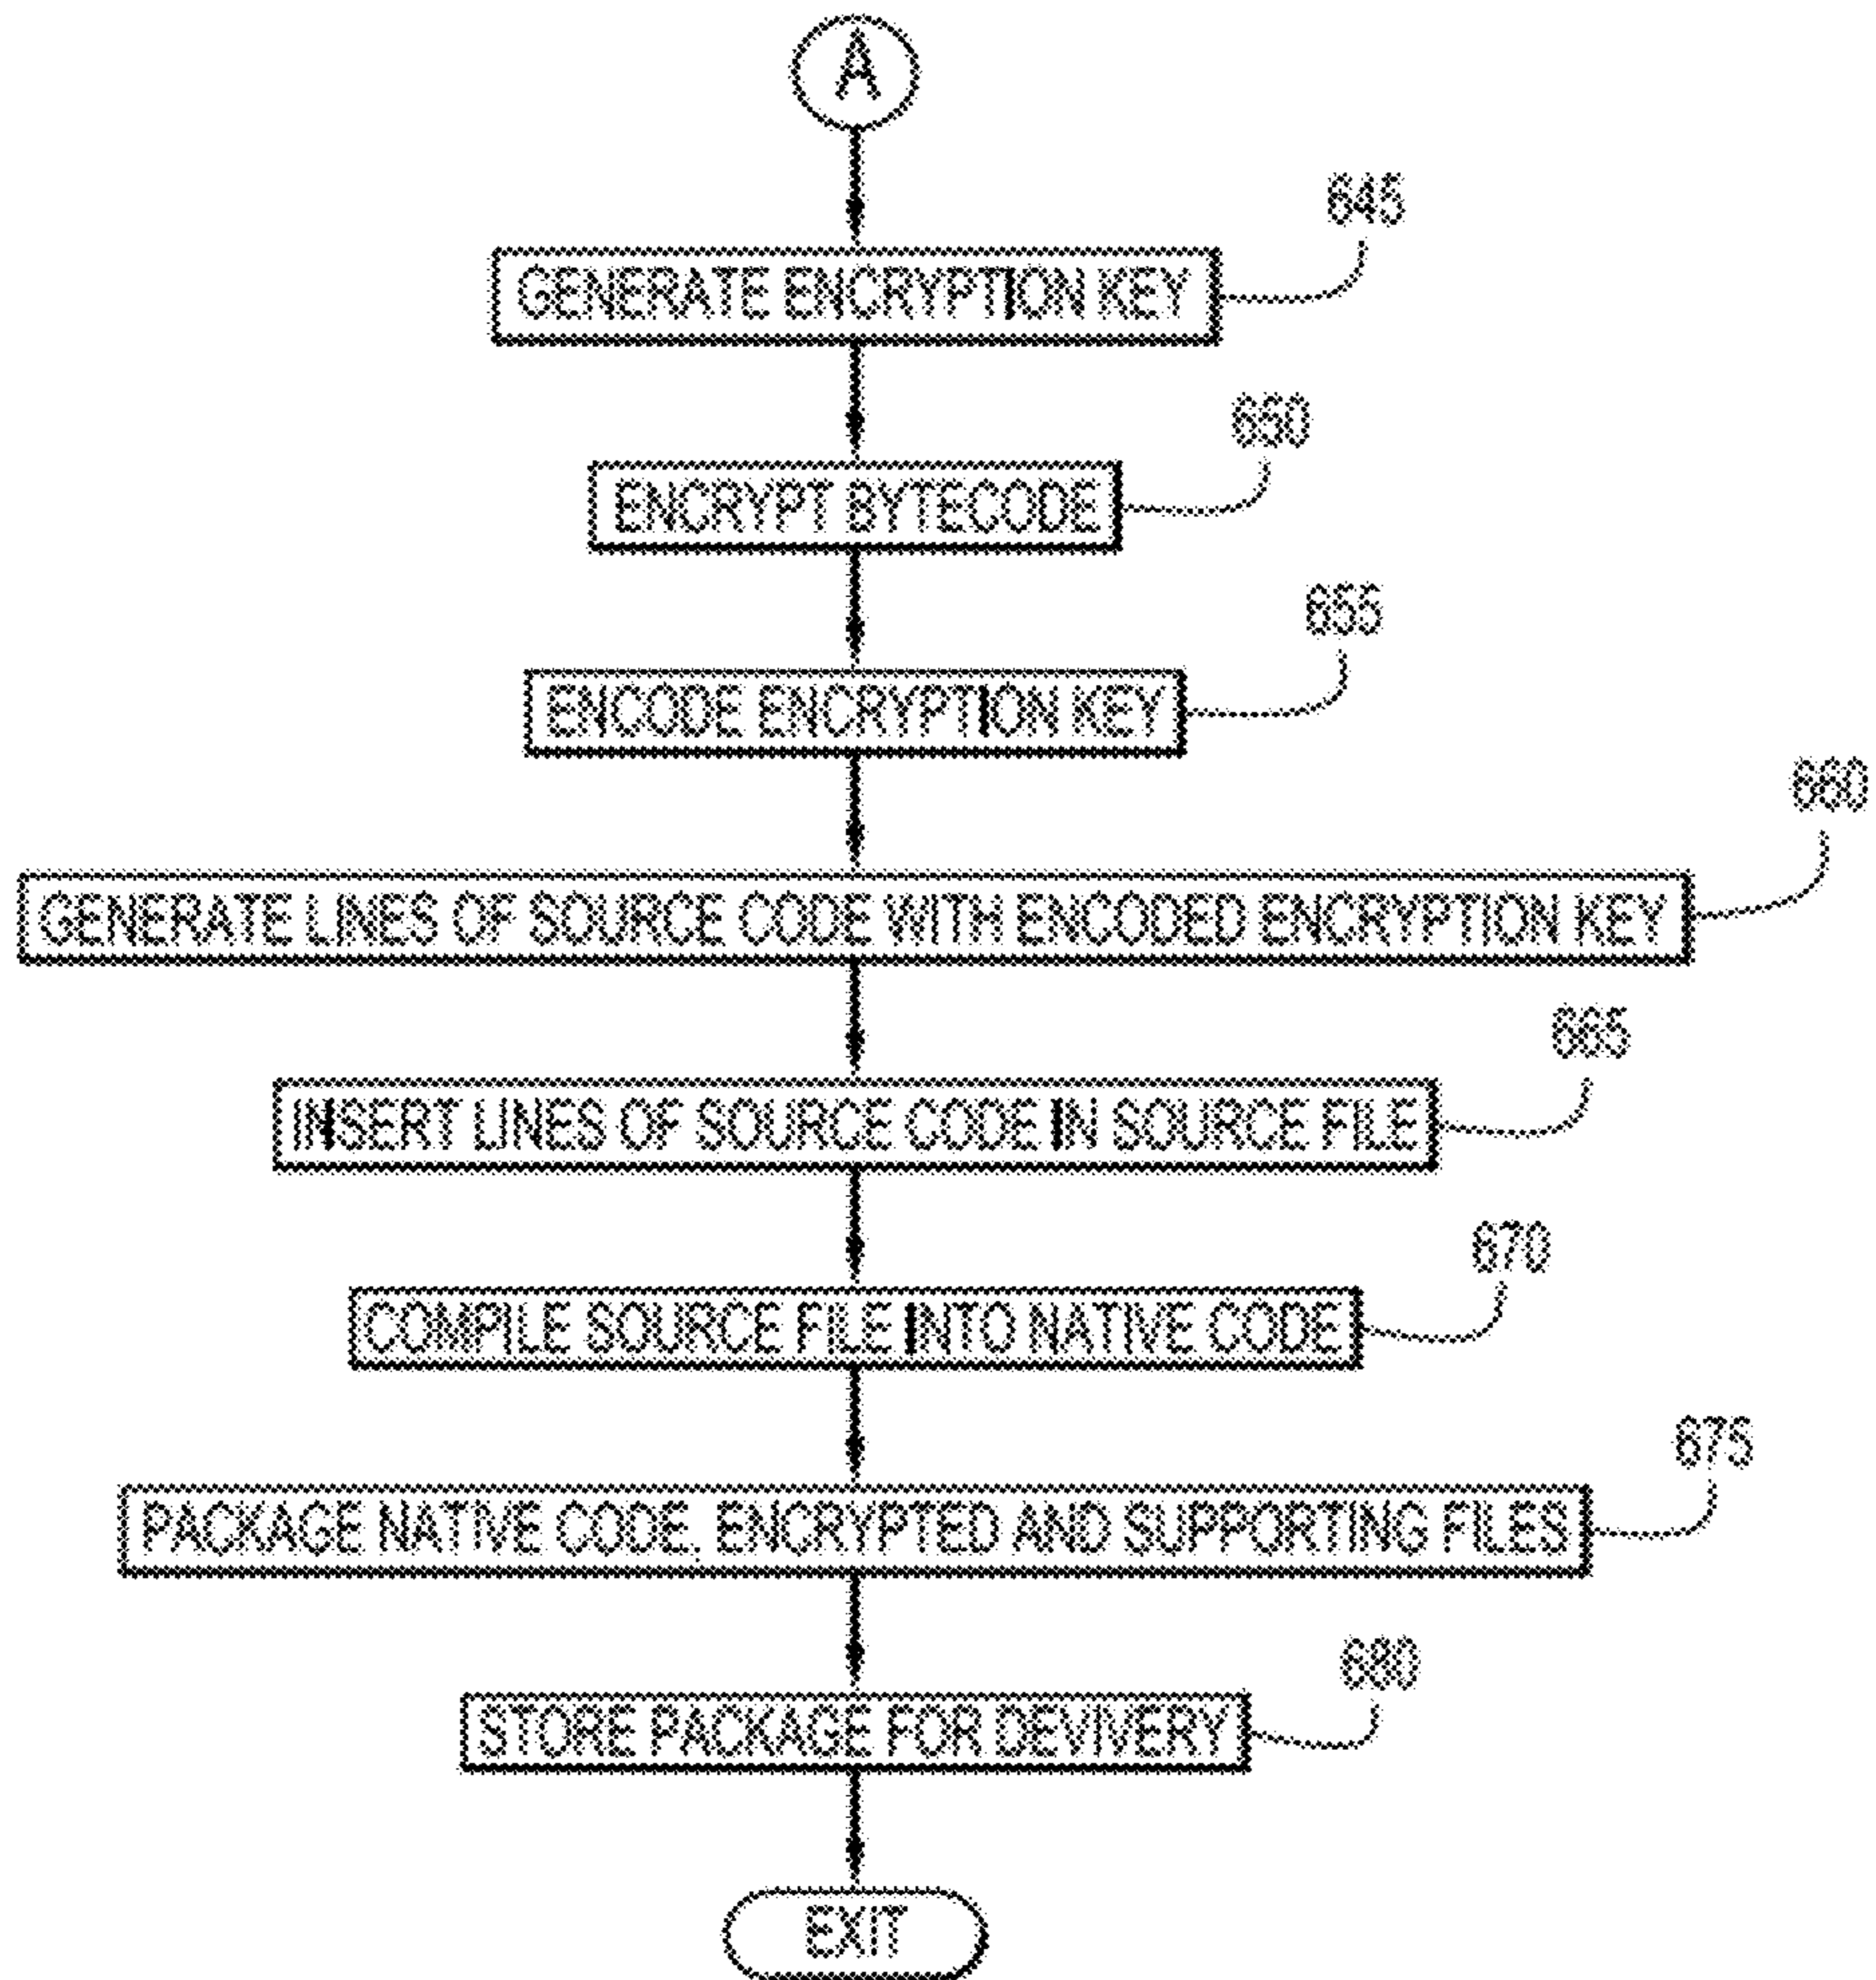 A
645
GENERATE ENCRYPTION KEY
650
ENCRYPT BYTECODE
655
ENCODE ENCRYPTION KEY
660
GENERATE LINES OF SOURCE CODE WITH ENCODED ENCRYPTION KEY
665
INSERT LINES OF SOURCE CODE IN SOURCE FILE
670
COMPILE SOURCE FILE INTO NATIVE CODE
675
PACKAGE NATIVE CODE, ENCRYPTED AND SUPPORTING FILES
680
STORE PACKAGE FOR DEVIVERY
EXIT